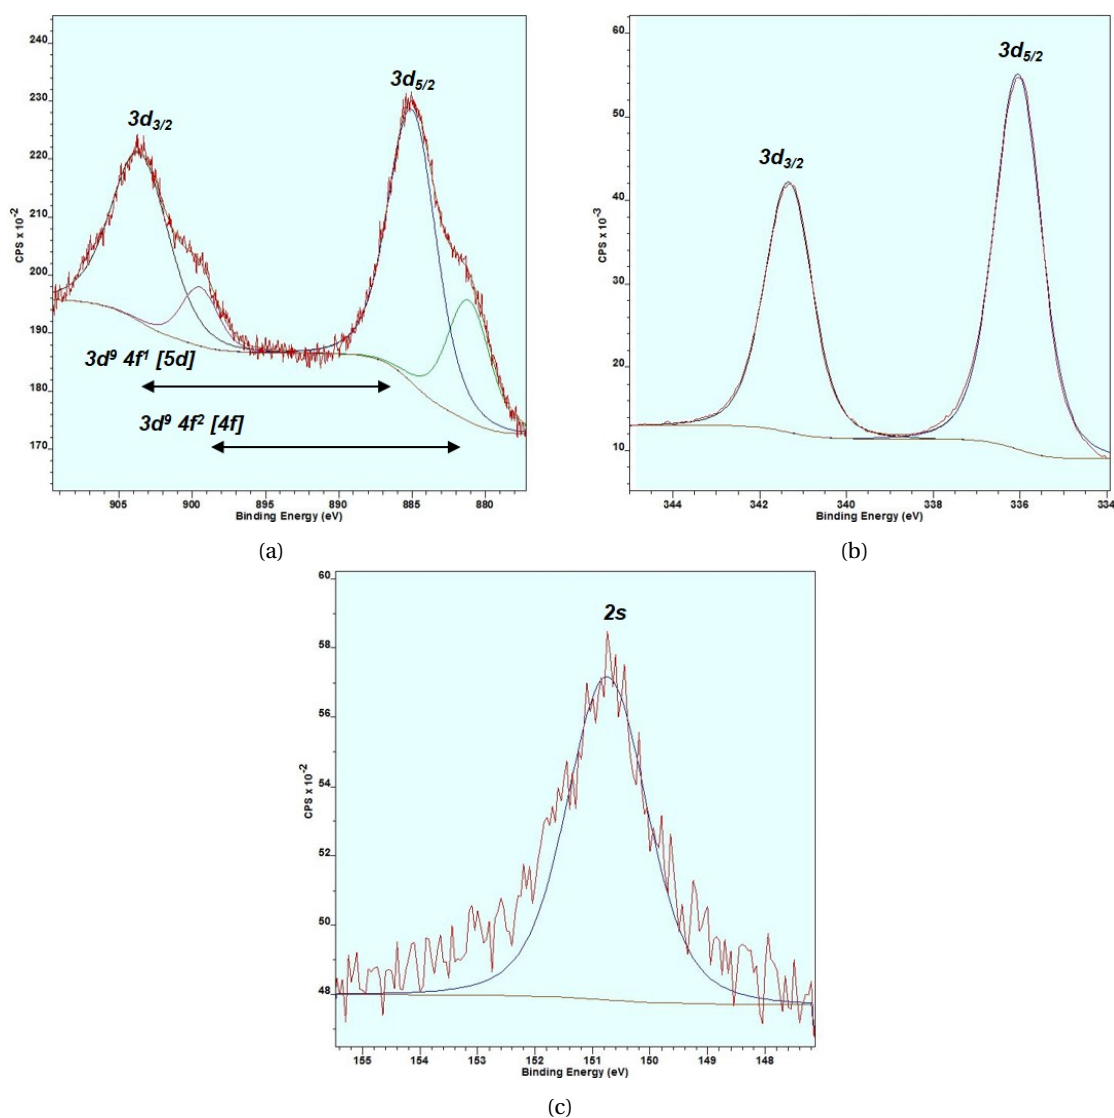 240
230
220
210
200
190
180
170
CPS x 10⁻²
3d₃/₂
3d₅/₂
3d⁹ 4f¹ [5d]
3d⁹ 4f² [4f]
905 900 895 890 885 880
Binding Energy (eV)
(a)
60
50
40
30
20
10
CPS x 10⁻³
3d₃/₂
3d₅/₂
344 342 340 338 336 334
Binding Energy (eV)
(b)
60
58
56
54
52
50
48
CPS x 10⁻²
2s
155 154 153 152 151 150 149 148
Binding Energy (eV)
(c)